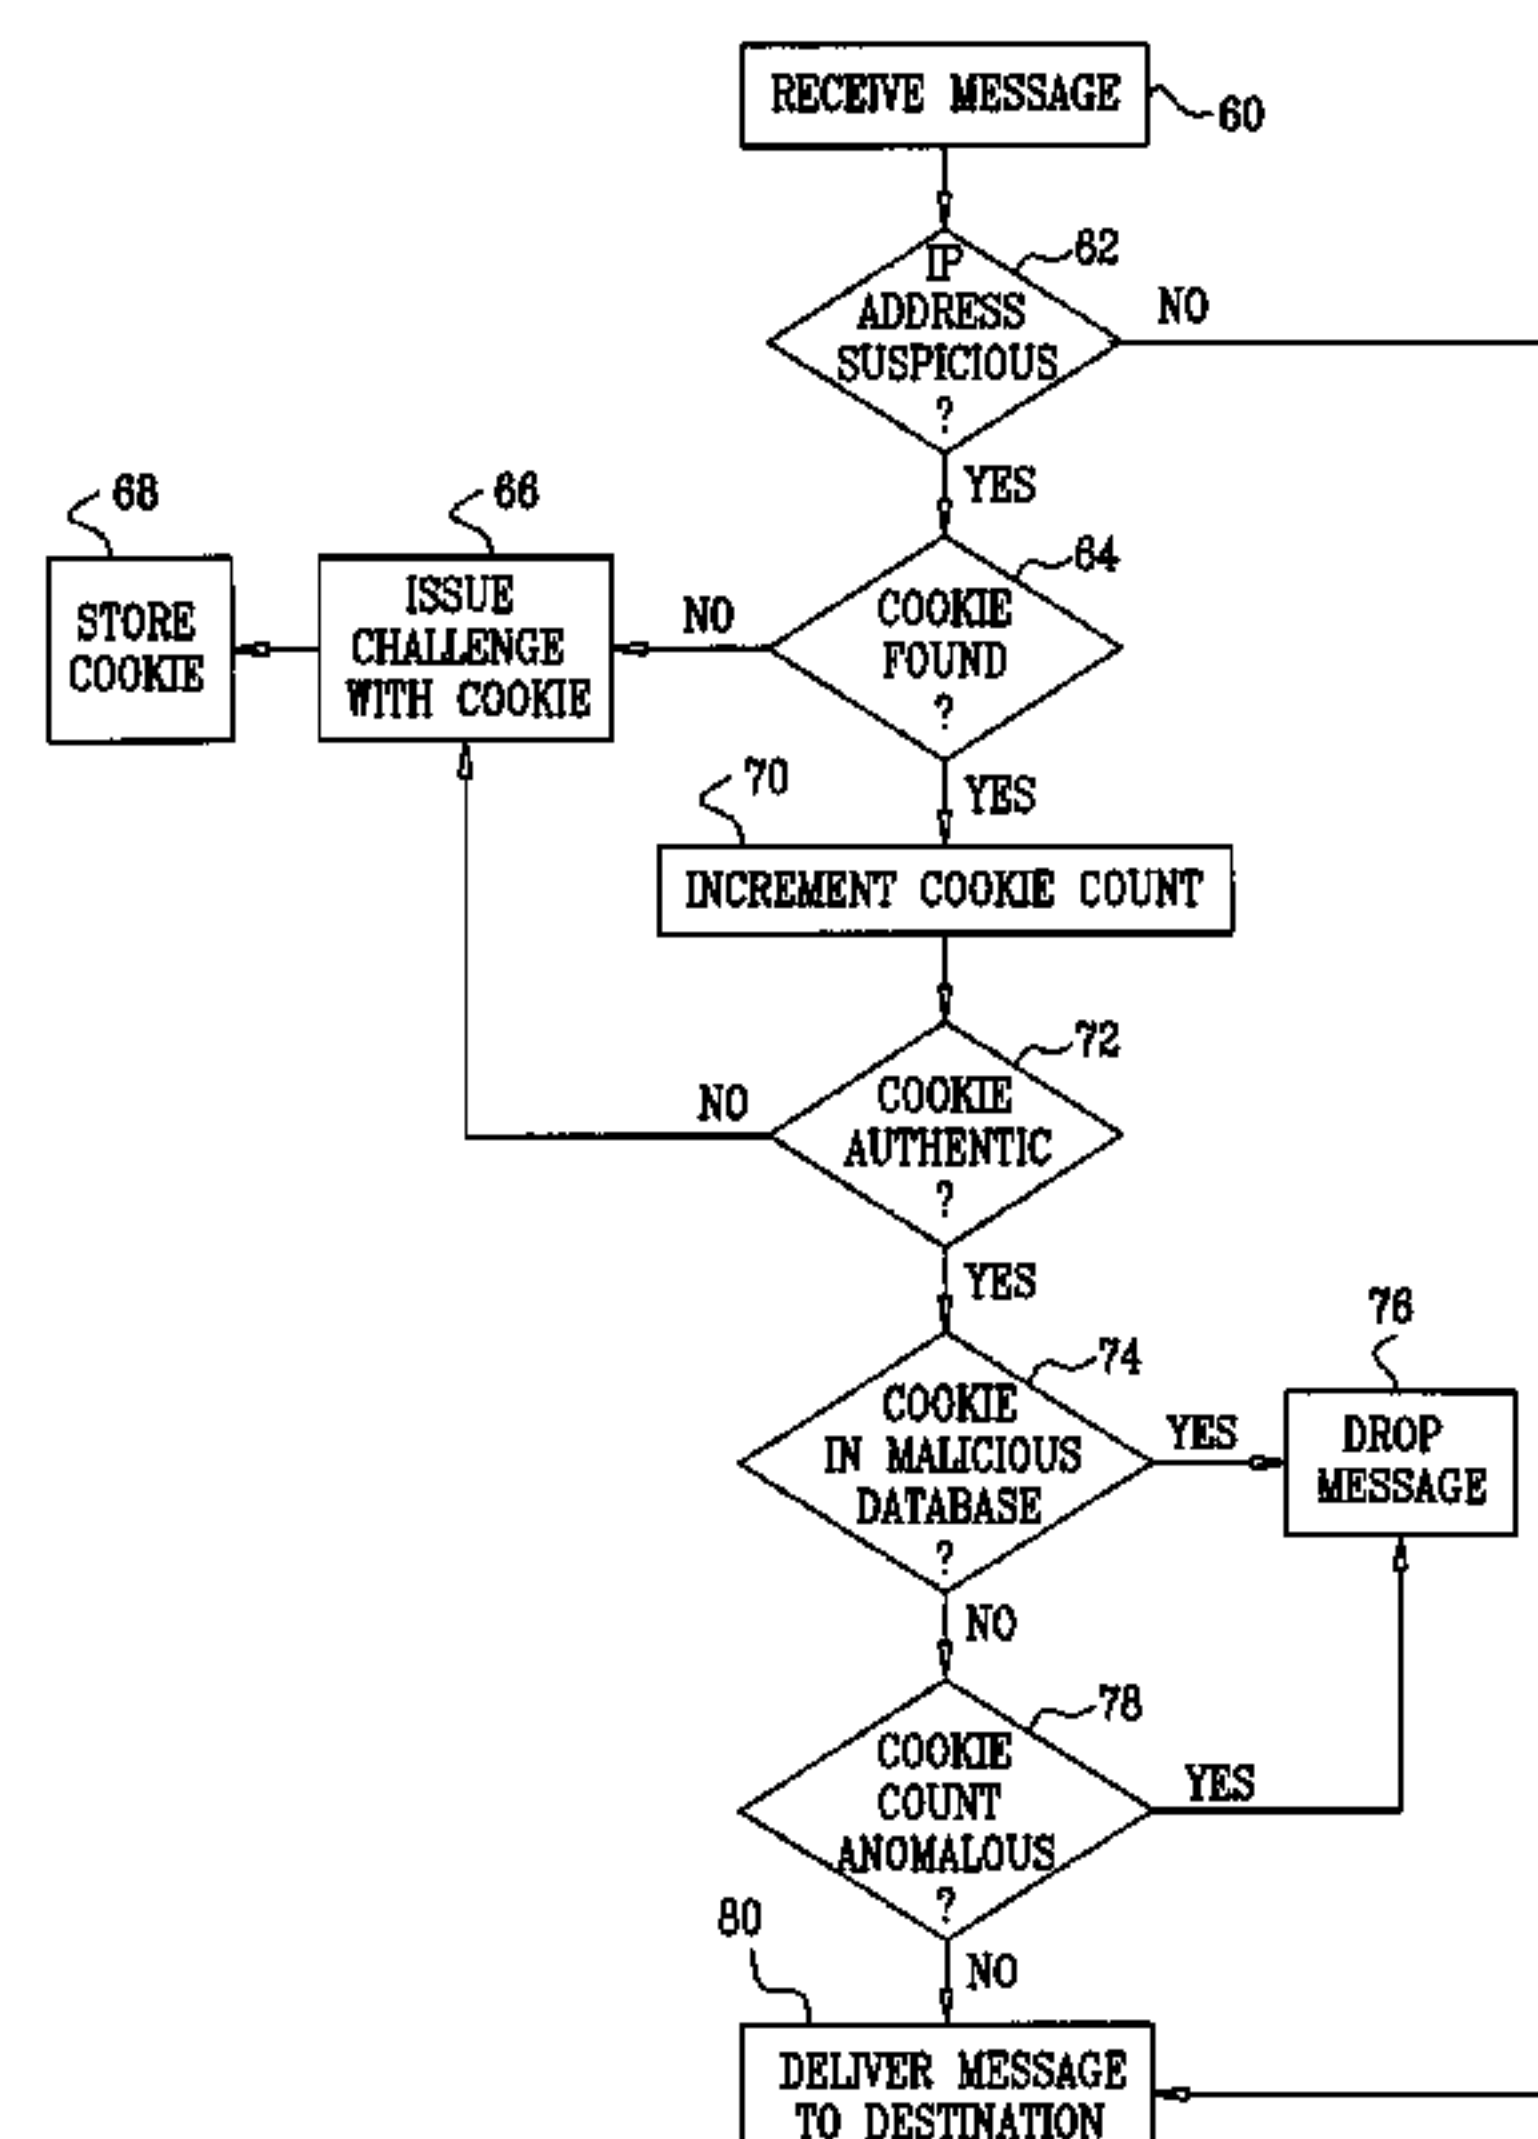 RECEIVE MESSAGE
60
IP
ADDRESS
SUSPICIOUS
?
62
NO
YES
68
66
64
STORE
COOKIE
ISSUE
CHALLENGE
WITH COOKIE
NO
COOKIE
FOUND
?
70
YES
INCREMENT COOKIE COUNT
72
NO
COOKIE
AUTHENTIC
?
YES
76
74
COOKIE
IN MALICIOUS
DATABASE
?
YES
DROP
MESSAGE
NO
78
COOKIE
COUNT
ANOMALOUS
?
YES
80
NO
DELIVER MESSAGE
TO DESTINATION